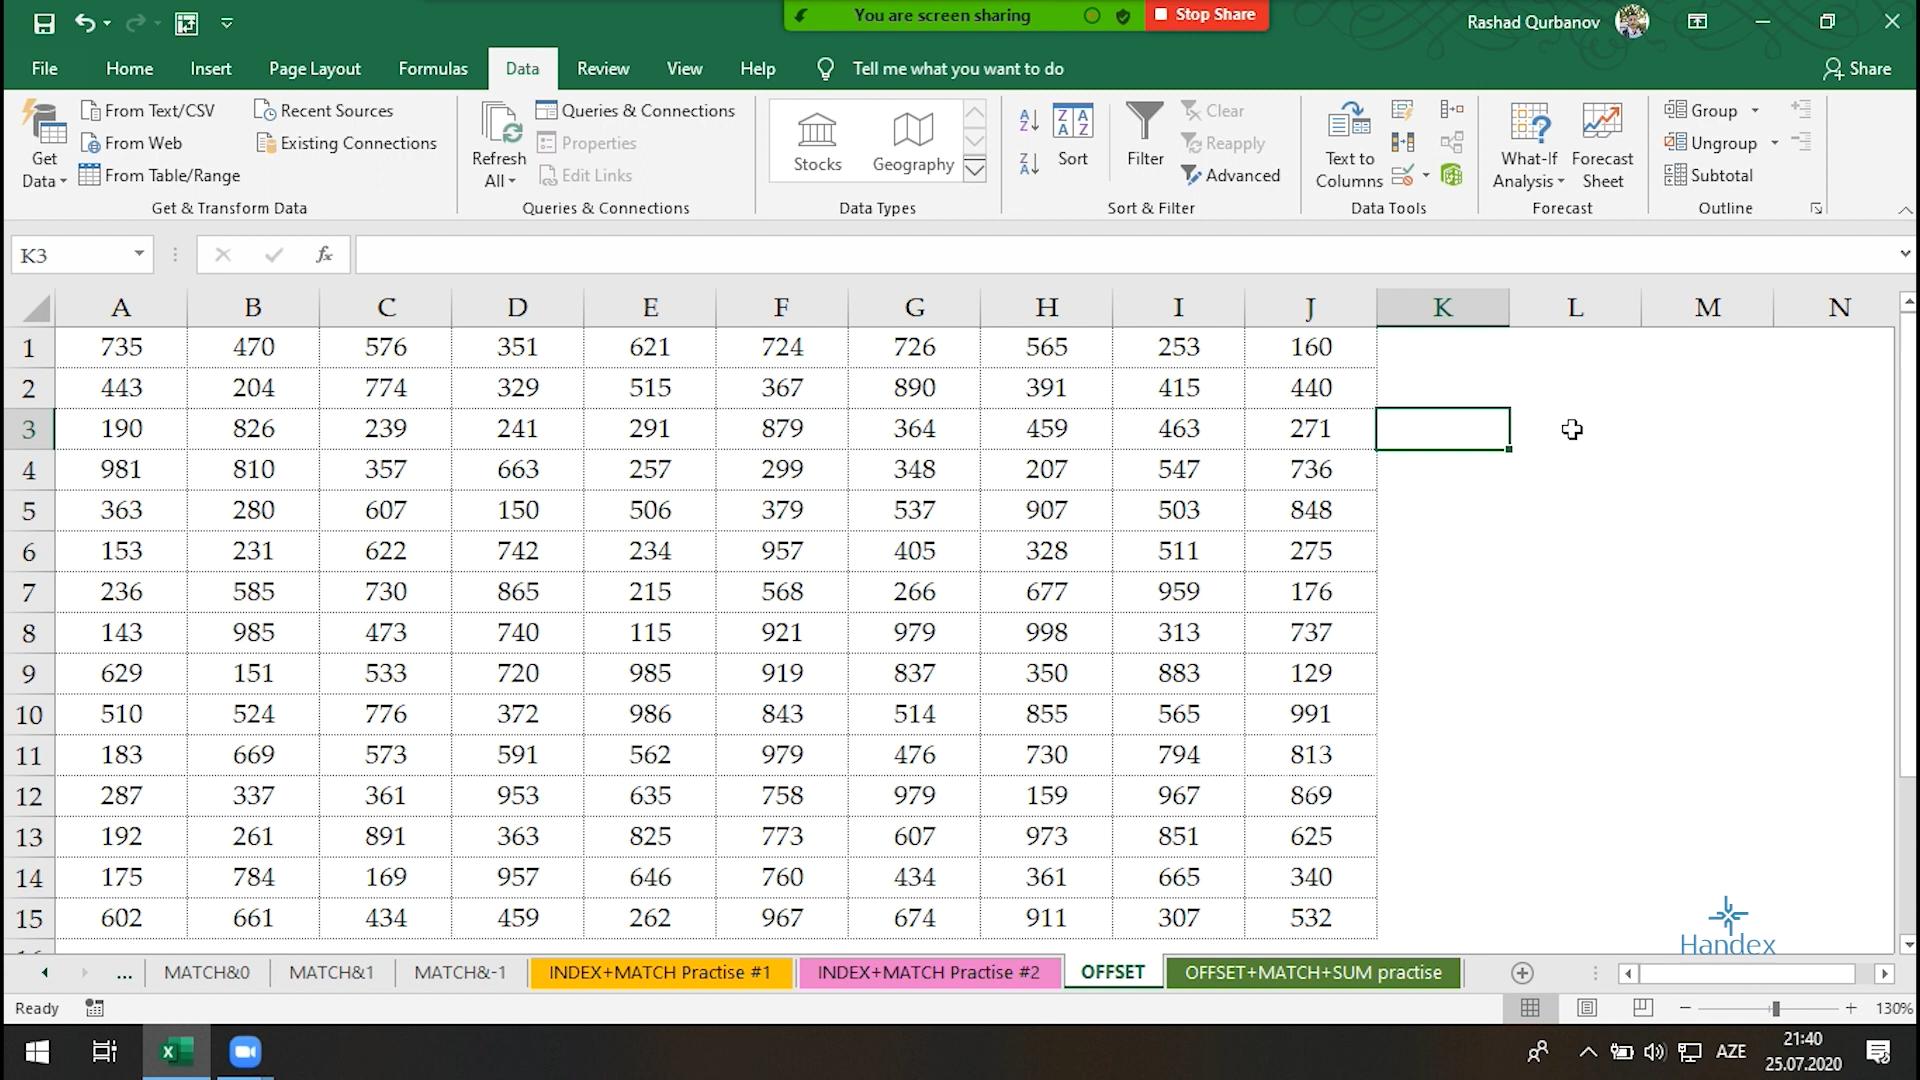 You are screen sharing
Stop Share
Rashad Qurbanov
File Home Insert Page Layout Formulas Data Review View Help Tell me what you want to do Share
Get Data
From Text/CSV
From Web
From Table/Range
Recent Sources
Existing Connections
Get & Transform Data
Refresh All
Queries & Connections
Properties
Edit Links
Queries & Connections
Stocks
Geography
Data Types
Sort
Filter
Clear
Reapply
Advanced
Sort & Filter
Text to Columns
Data Tools
What-If Analysis
Forecast Sheet
Forecast
Group
Ungroup
Subtotal
Outline
K3
fx
A B C D E F G H I J K L M N
1 735 470 576 351 621 724 726 565 253 160
2 443 204 774 329 515 367 890 391 415 440
3 190 826 239 241 291 879 364 459 463 271
4 981 810 357 663 257 299 348 207 547 736
5 363 280 607 150 506 379 537 907 503 848
6 153 231 622 742 234 957 405 328 511 275
7 236 585 730 865 215 568 266 677 959 176
8 143 985 473 740 115 921 979 998 313 737
9 629 151 533 720 985 919 837 350 883 129
10 510 524 776 372 986 843 514 855 565 991
11 183 669 573 591 562 979 476 730 794 813
12 287 337 361 953 635 758 979 159 967 869
13 192 261 891 363 825 773 607 973 851 625
14 175 784 169 957 646 760 434 361 665 340
15 602 661 434 459 262 967 674 911 307 532
Handex
... MATCH&0 MATCH&1 MATCH&-1 INDEX+MATCH Practise #1 INDEX+MATCH Practise #2 OFFSET OFFSET+MATCH+SUM practise
Ready
130%
AZE
21:40
25.07.2020